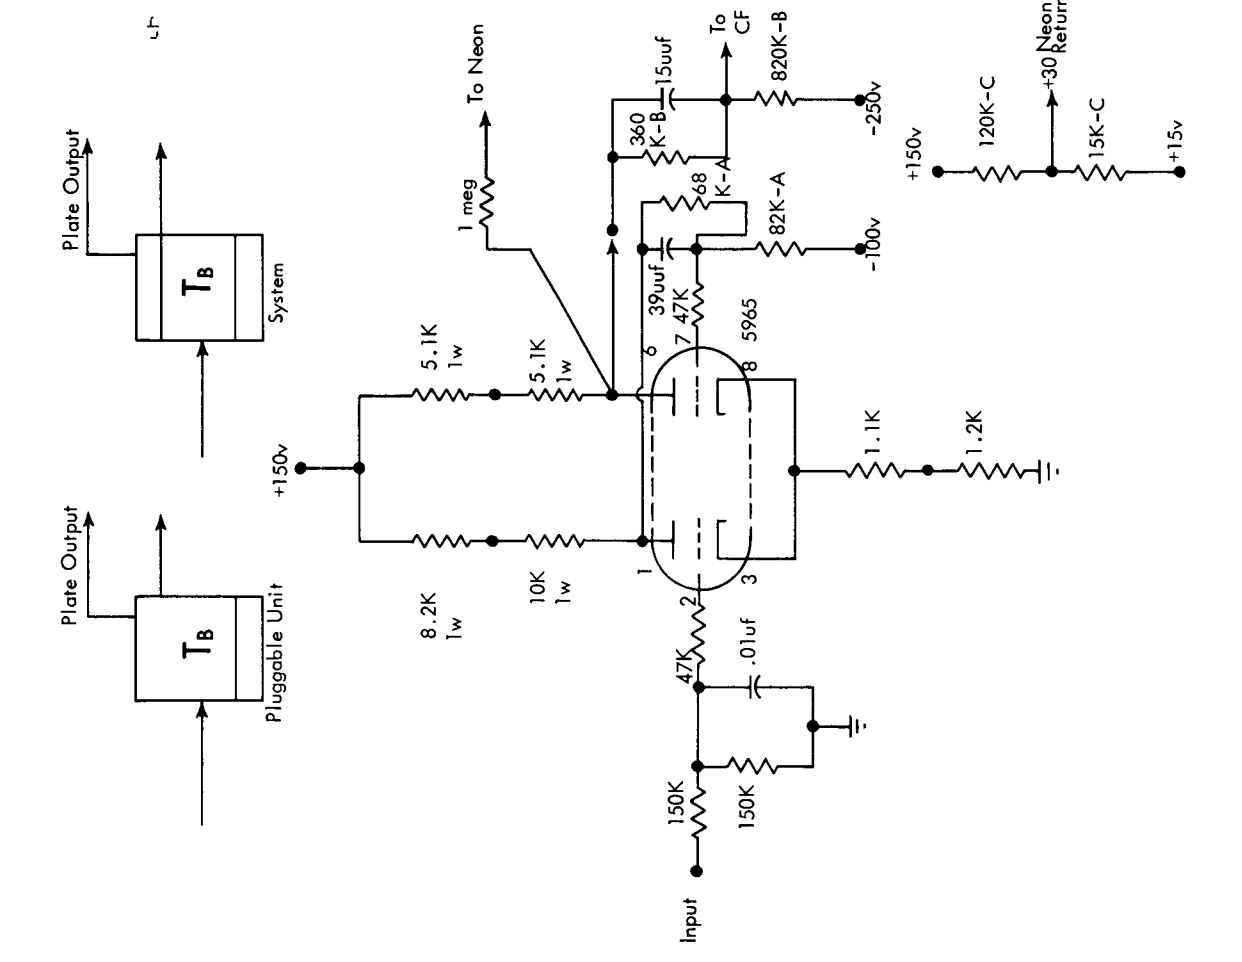 Plate Output
TB
Pluggable Unit
Plate Output
TB
System
+150v
8.2K
1w
10K
1w
5.1K
1w
5.1K
1w
1 meg
To Neon
360
K-B
15uuf
To
CF
820K-B
-250v
68
K-A
39uuf
82K-A
-100v
47K
1
2
3
6
7
8
5965
47K
.01uf
150K
150K
Input
1.1K
1.2K
+150v
120K-C
+30 Neon
Return
15K-C
+15v